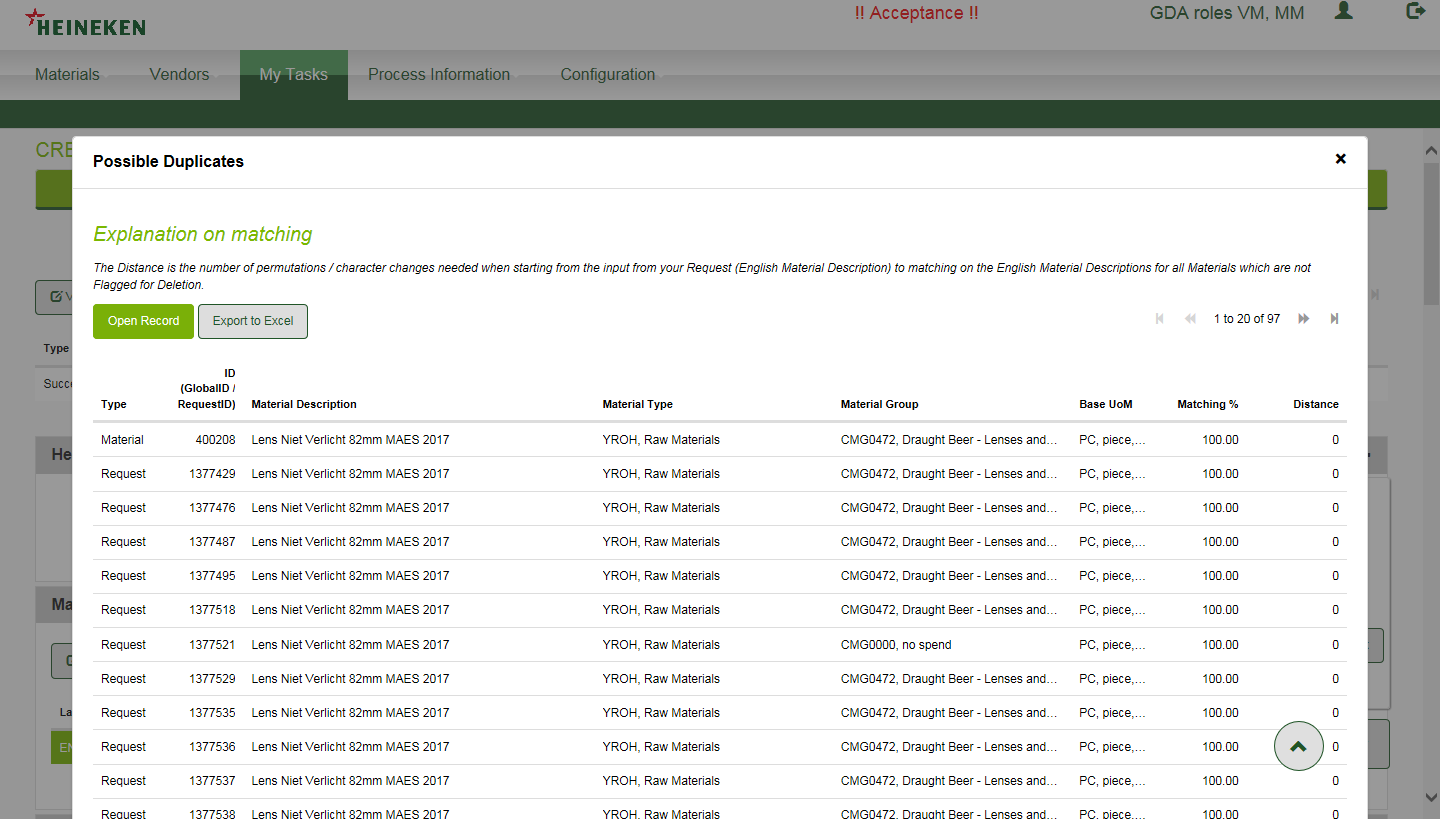 HEINEKEN
!! Acceptance !!
GDA roles VM, MM
Materials
Vendors
My Tasks
Process Information
Configuration
CRE
Possible Duplicates
Explanation on matching
The Distance is the number of permutations / character changes needed when starting from the input from your Request (English Material Description) to matching on the English Material Descriptions for all Materials which are not
Flagged for Deletion.
Open Record
Export to Excel
1 to 20 of 97
Type
Succe
He
Ma
La
EN
Type
ID
(GlobalID /
RequestID)
Material Description
Material Type
Material Group
Base UoM
Matching %
Distance
Material 400208 Lens Niet Verlicht 82mm MAES 2017 YROH, Raw Materials CMG0472, Draught Beer - Lenses and... PC, piece,... 100.00 0
Request 1377429 Lens Niet Verlicht 82mm MAES 2017 YROH, Raw Materials CMG0472, Draught Beer - Lenses and... PC, piece,... 100.00 0
Request 1377476 Lens Niet Verlicht 82mm MAES 2017 YROH, Raw Materials CMG0472, Draught Beer - Lenses and... PC, piece,... 100.00 0
Request 1377487 Lens Niet Verlicht 82mm MAES 2017 YROH, Raw Materials CMG0472, Draught Beer - Lenses and... PC, piece,... 100.00 0
Request 1377495 Lens Niet Verlicht 82mm MAES 2017 YROH, Raw Materials CMG0472, Draught Beer - Lenses and... PC, piece,... 100.00 0
Request 1377518 Lens Niet Verlicht 82mm MAES 2017 YROH, Raw Materials CMG0472, Draught Beer - Lenses and... PC, piece,... 100.00 0
Request 1377521 Lens Niet Verlicht 82mm MAES 2017 YROH, Raw Materials CMG0000, no spend PC, piece,... 100.00 0
Request 1377529 Lens Niet Verlicht 82mm MAES 2017 YROH, Raw Materials CMG0472, Draught Beer - Lenses and... PC, piece,... 100.00 0
Request 1377535 Lens Niet Verlicht 82mm MAES 2017 YROH, Raw Materials CMG0472, Draught Beer - Lenses and... PC, piece,... 100.00 0
Request 1377536 Lens Niet Verlicht 82mm MAES 2017 YROH, Raw Materials CMG0472, Draught Beer - Lenses and... PC, piece,... 100.00 0
Request 1377537 Lens Niet Verlicht 82mm MAES 2017 YROH, Raw Materials CMG0472, Draught Beer - Lenses and... PC, piece,... 100.00 0
Request 1377538 Lens Niet Verlicht 82mm MAES 2017 YROH, Raw Materials CMG0472, Draught Beer - Lenses and... PC, piece,... 100.00 0